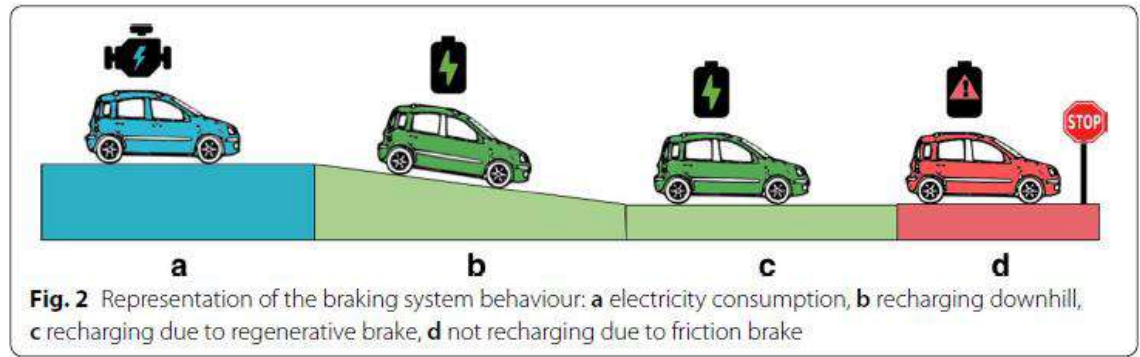 STOP
a b c d
Fig. 2 Representation of the braking system behaviour: a electricity consumption, b recharging downhill,
c recharging due to regenerative brake, d not recharging due to friction brake